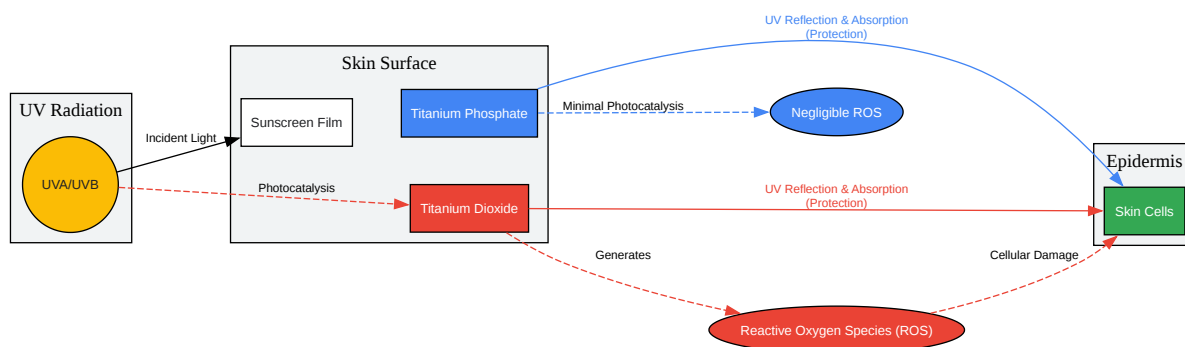 UV Radiation
UVA/UVB
Incident Light
Photocatalysis
Skin Surface
Sunscreen Film
Titanium Phosphate
Titanium Dioxide
UV Reflection & Absorption
(Protection)
Minimal Photocatalysis
Negligible ROS
UV Reflection & Absorption
(Protection)
Generates
Reactive Oxygen Species (ROS)
Cellular Damage
Epidermis
Skin Cells